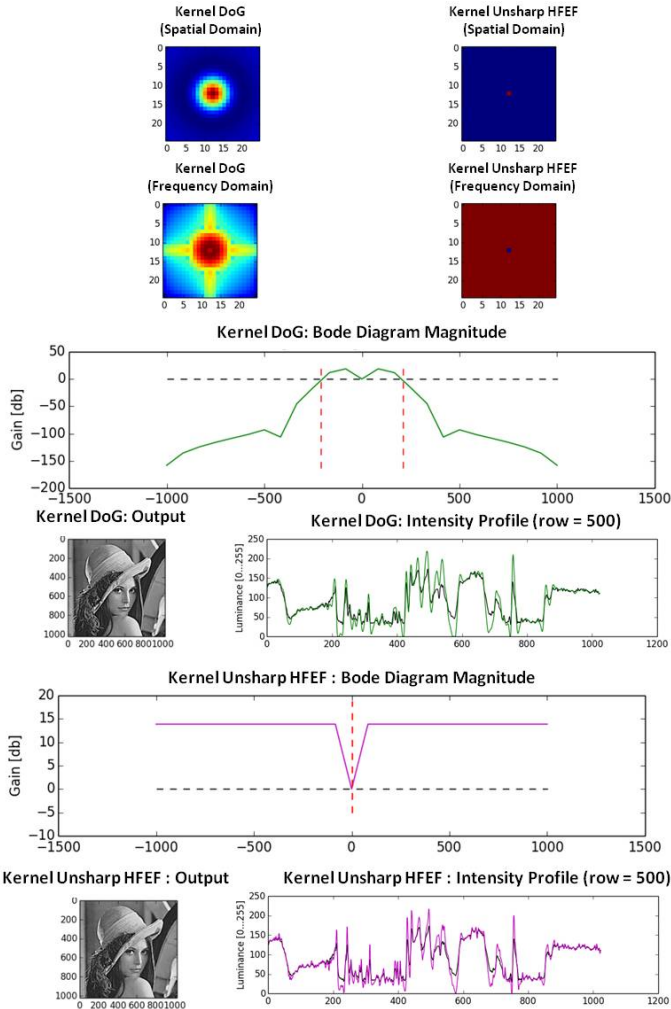 Kernel DoG
(Spatial Domain)
Kernel Unsharp HFEF
(Spatial Domain)
0
5
10
15
20
0 5 10 15 20
0
5
10
15
20
0 5 10 15 20
Kernel DoG
(Frequency Domain)
Kernel Unsharp HFEF
(Frequency Domain)
0
5
10
15
20
0 5 10 15 20
0
5
10
15
20
0 5 10 15 20
Kernel DoG: Bode Diagram Magnitude
Gain [db]
50
0
−50
−100
−150
−200
−1500 −1000 −500 0 500 1000 1500
Kernel DoG: Output
0
200
400
600
800
1000
0 200 400 600 800 1000
Kernel DoG: Intensity Profile (row = 500)
Luminance [0...255]
250
200
150
100
50
0
0 200 400 600 800 1000 1200
Kernel Unsharp HFEF : Bode Diagram Magnitude
Gain [db]
20
15
10
5
0
−5
−10
−1500 −1000 −500 0 500 1000 1500
Kernel Unsharp HFEF : Output
0
200
400
600
800
1000
0 200 400 600 800 1000
Kernel Unsharp HFEF : Intensity Profile (row = 500)
Luminance [0...255]
250
200
150
100
50
0
0 200 400 600 800 1000 1200